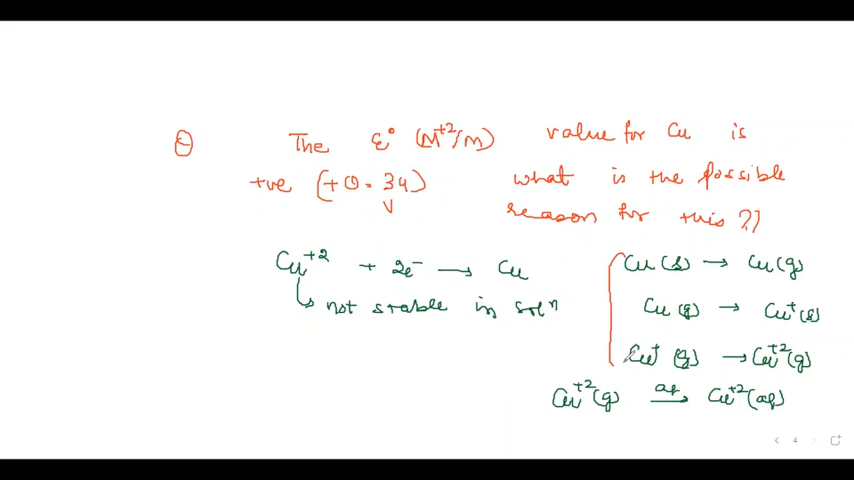 Q The ε° (M⁺²/M) value for Cu is
+ve (+0.34) what is the possible
V reason for this ??
Cu⁺² + 2e⁻ → Cu
↳ not stable in solⁿ
Cu(s) → Cu(g)
Cu(g) → Cu⁺(g)
Cu⁺(g) → Cu⁺²(g)
Cu⁺²(g) aq→ Cu⁺²(aq)
4